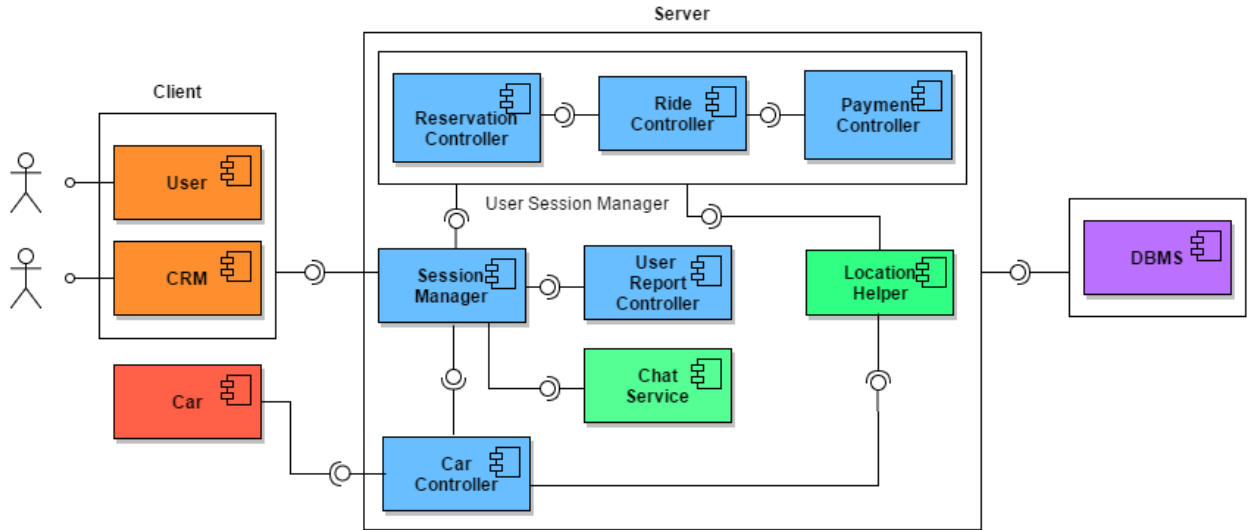 Server
Client
Reservation
Controller
Ride
Controller
Payment
Controller
User
User Session Manager
CRM
Session
Manager
User
Report
Controller
Location
Helper
DBMS
Car
Chat
Service
Car
Controller